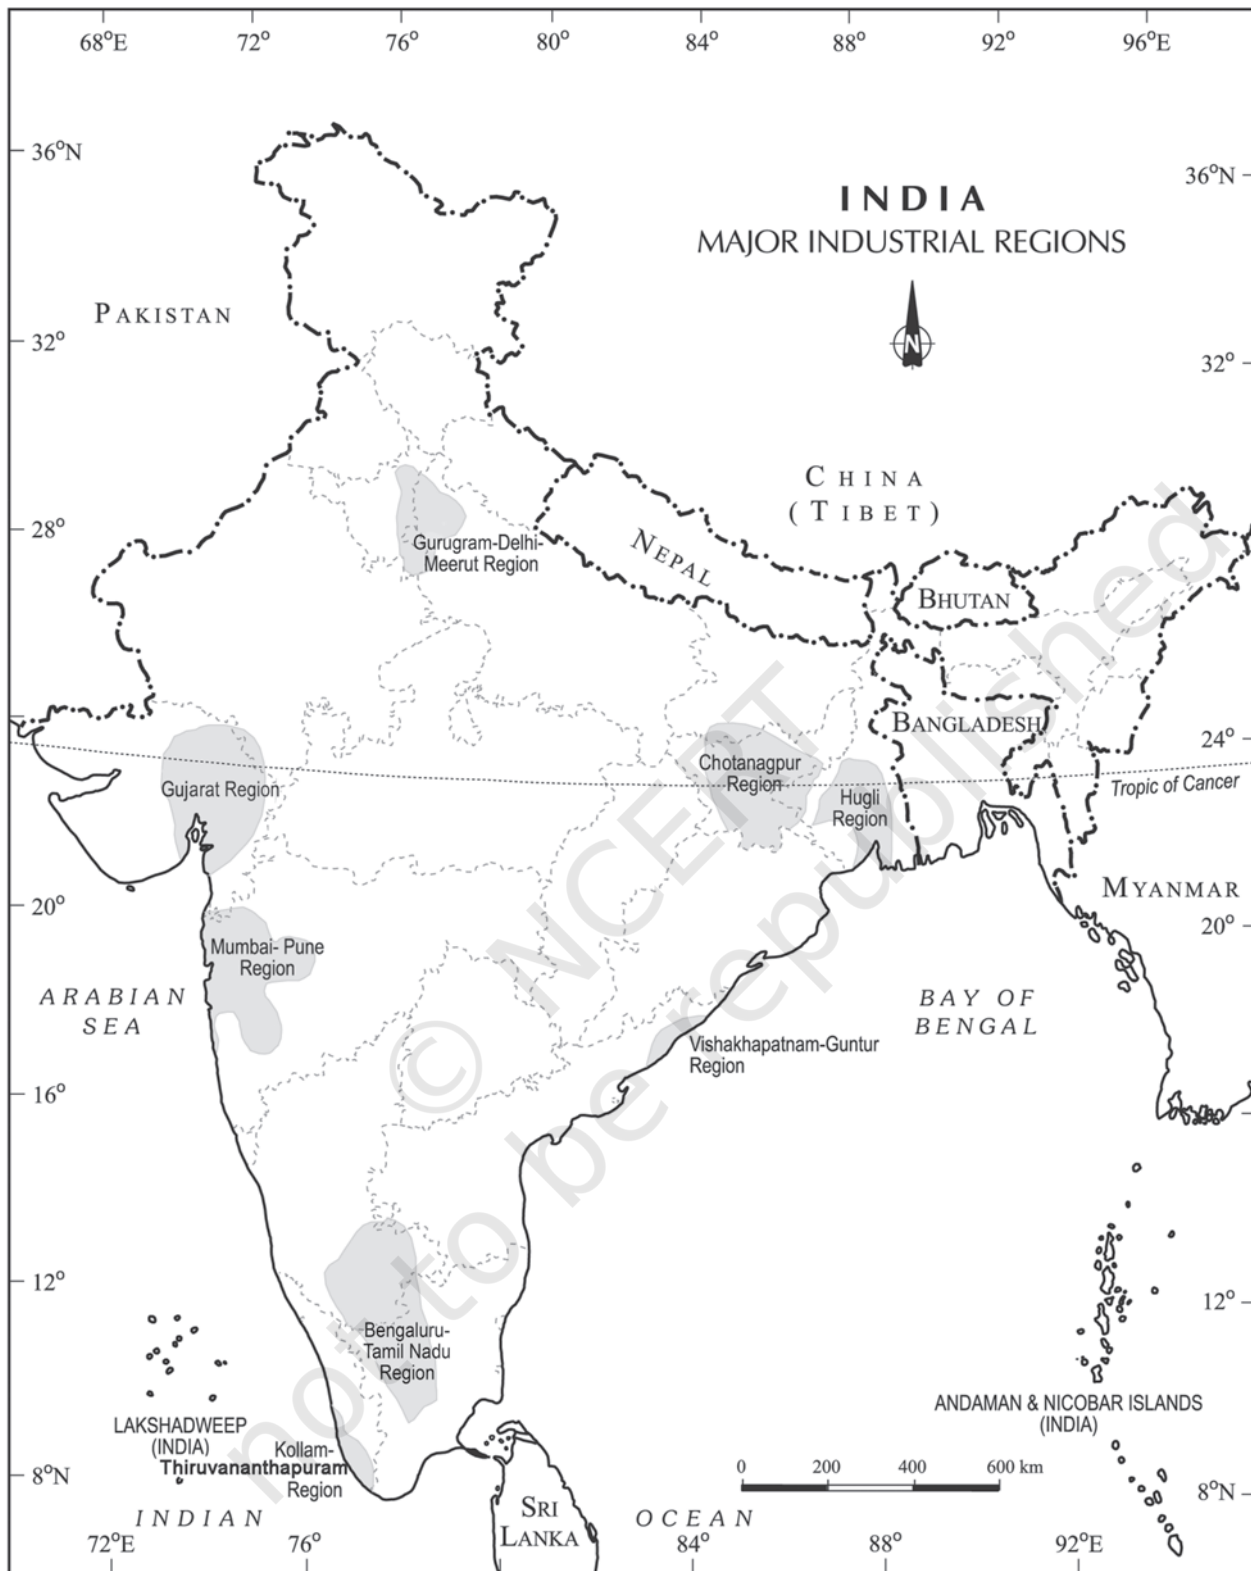 68°E 72° 76° 80° 84° 88° 92° 96°E
36°N
36°N
INDIA
MAJOR INDUSTRIAL REGIONS
N
PAKISTAN
32°
32°
CHINA
(TIBET)
28°
Gurugram-Delhi-
Meerut Region
NEPAL
BHUTAN
BANGLADESH
24°
Tropic of Cancer
Gujarat Region
Chotanagpur
Region
Hugli
Region
MYANMAR
20°
20°
Mumbai- Pune
Region
ARABIAN
SEA
BAY OF
BENGAL
Vishakhapatnam-Guntur
Region
16°
12°
12°
Bengaluru-
Tamil Nadu
Region
LAKSHADWEEP
(INDIA)
ANDAMAN & NICOBAR ISLANDS
(INDIA)
Kollam-
Thiruvananthapuram
Region
8°N
8°N
0 200 400 600 km
INDIAN
OCEAN
SRI
LANKA
72°E 76° 84° 88° 92°E
© NCERT
not to be republished